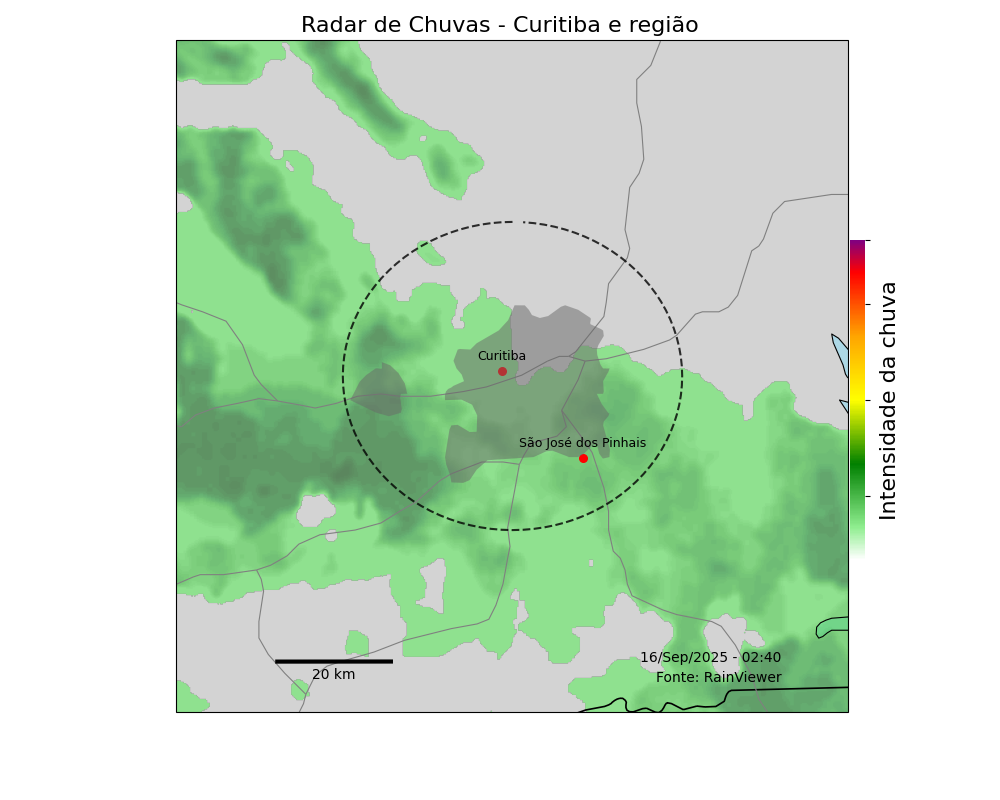 Radar de Chuvas - Curitiba e região
Curitiba
São José dos Pinhais
Intensidade da chuva
16/Sep/2025 - 02:40
Fonte: RainViewer
20 km